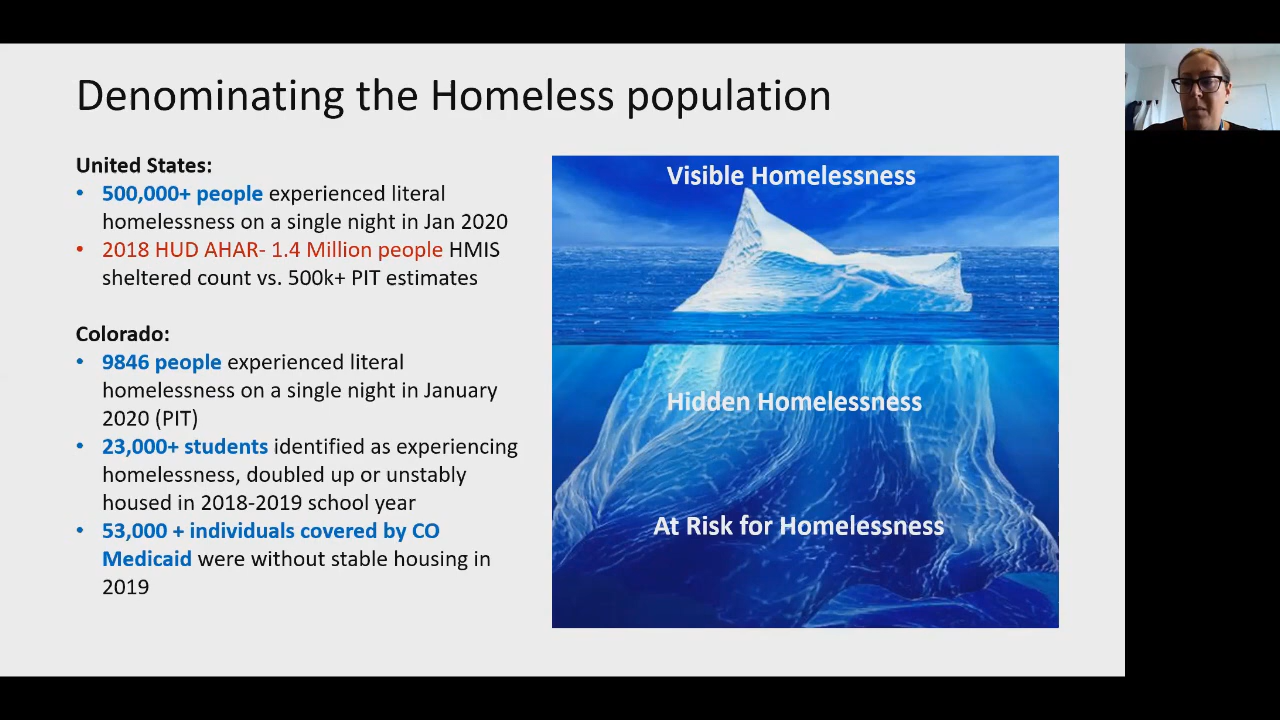 Denominating the Homeless population
United States:
• 500,000+ people experienced literal
homelessness on a single night in Jan 2020
• 2018 HUD AHAR- 1.4 Million people HMIS
sheltered count vs. 500k+ PIT estimates
Colorado:
• 9846 people experienced literal
homelessness on a single night in January
2020 (PIT)
• 23,000+ students identified as experiencing
homelessness, doubled up or unstably
housed in 2018-2019 school year
• 53,000 + individuals covered by CO
Medicaid were without stable housing in
2019
Visible Homelessness
Hidden Homelessness
At Risk for Homelessness